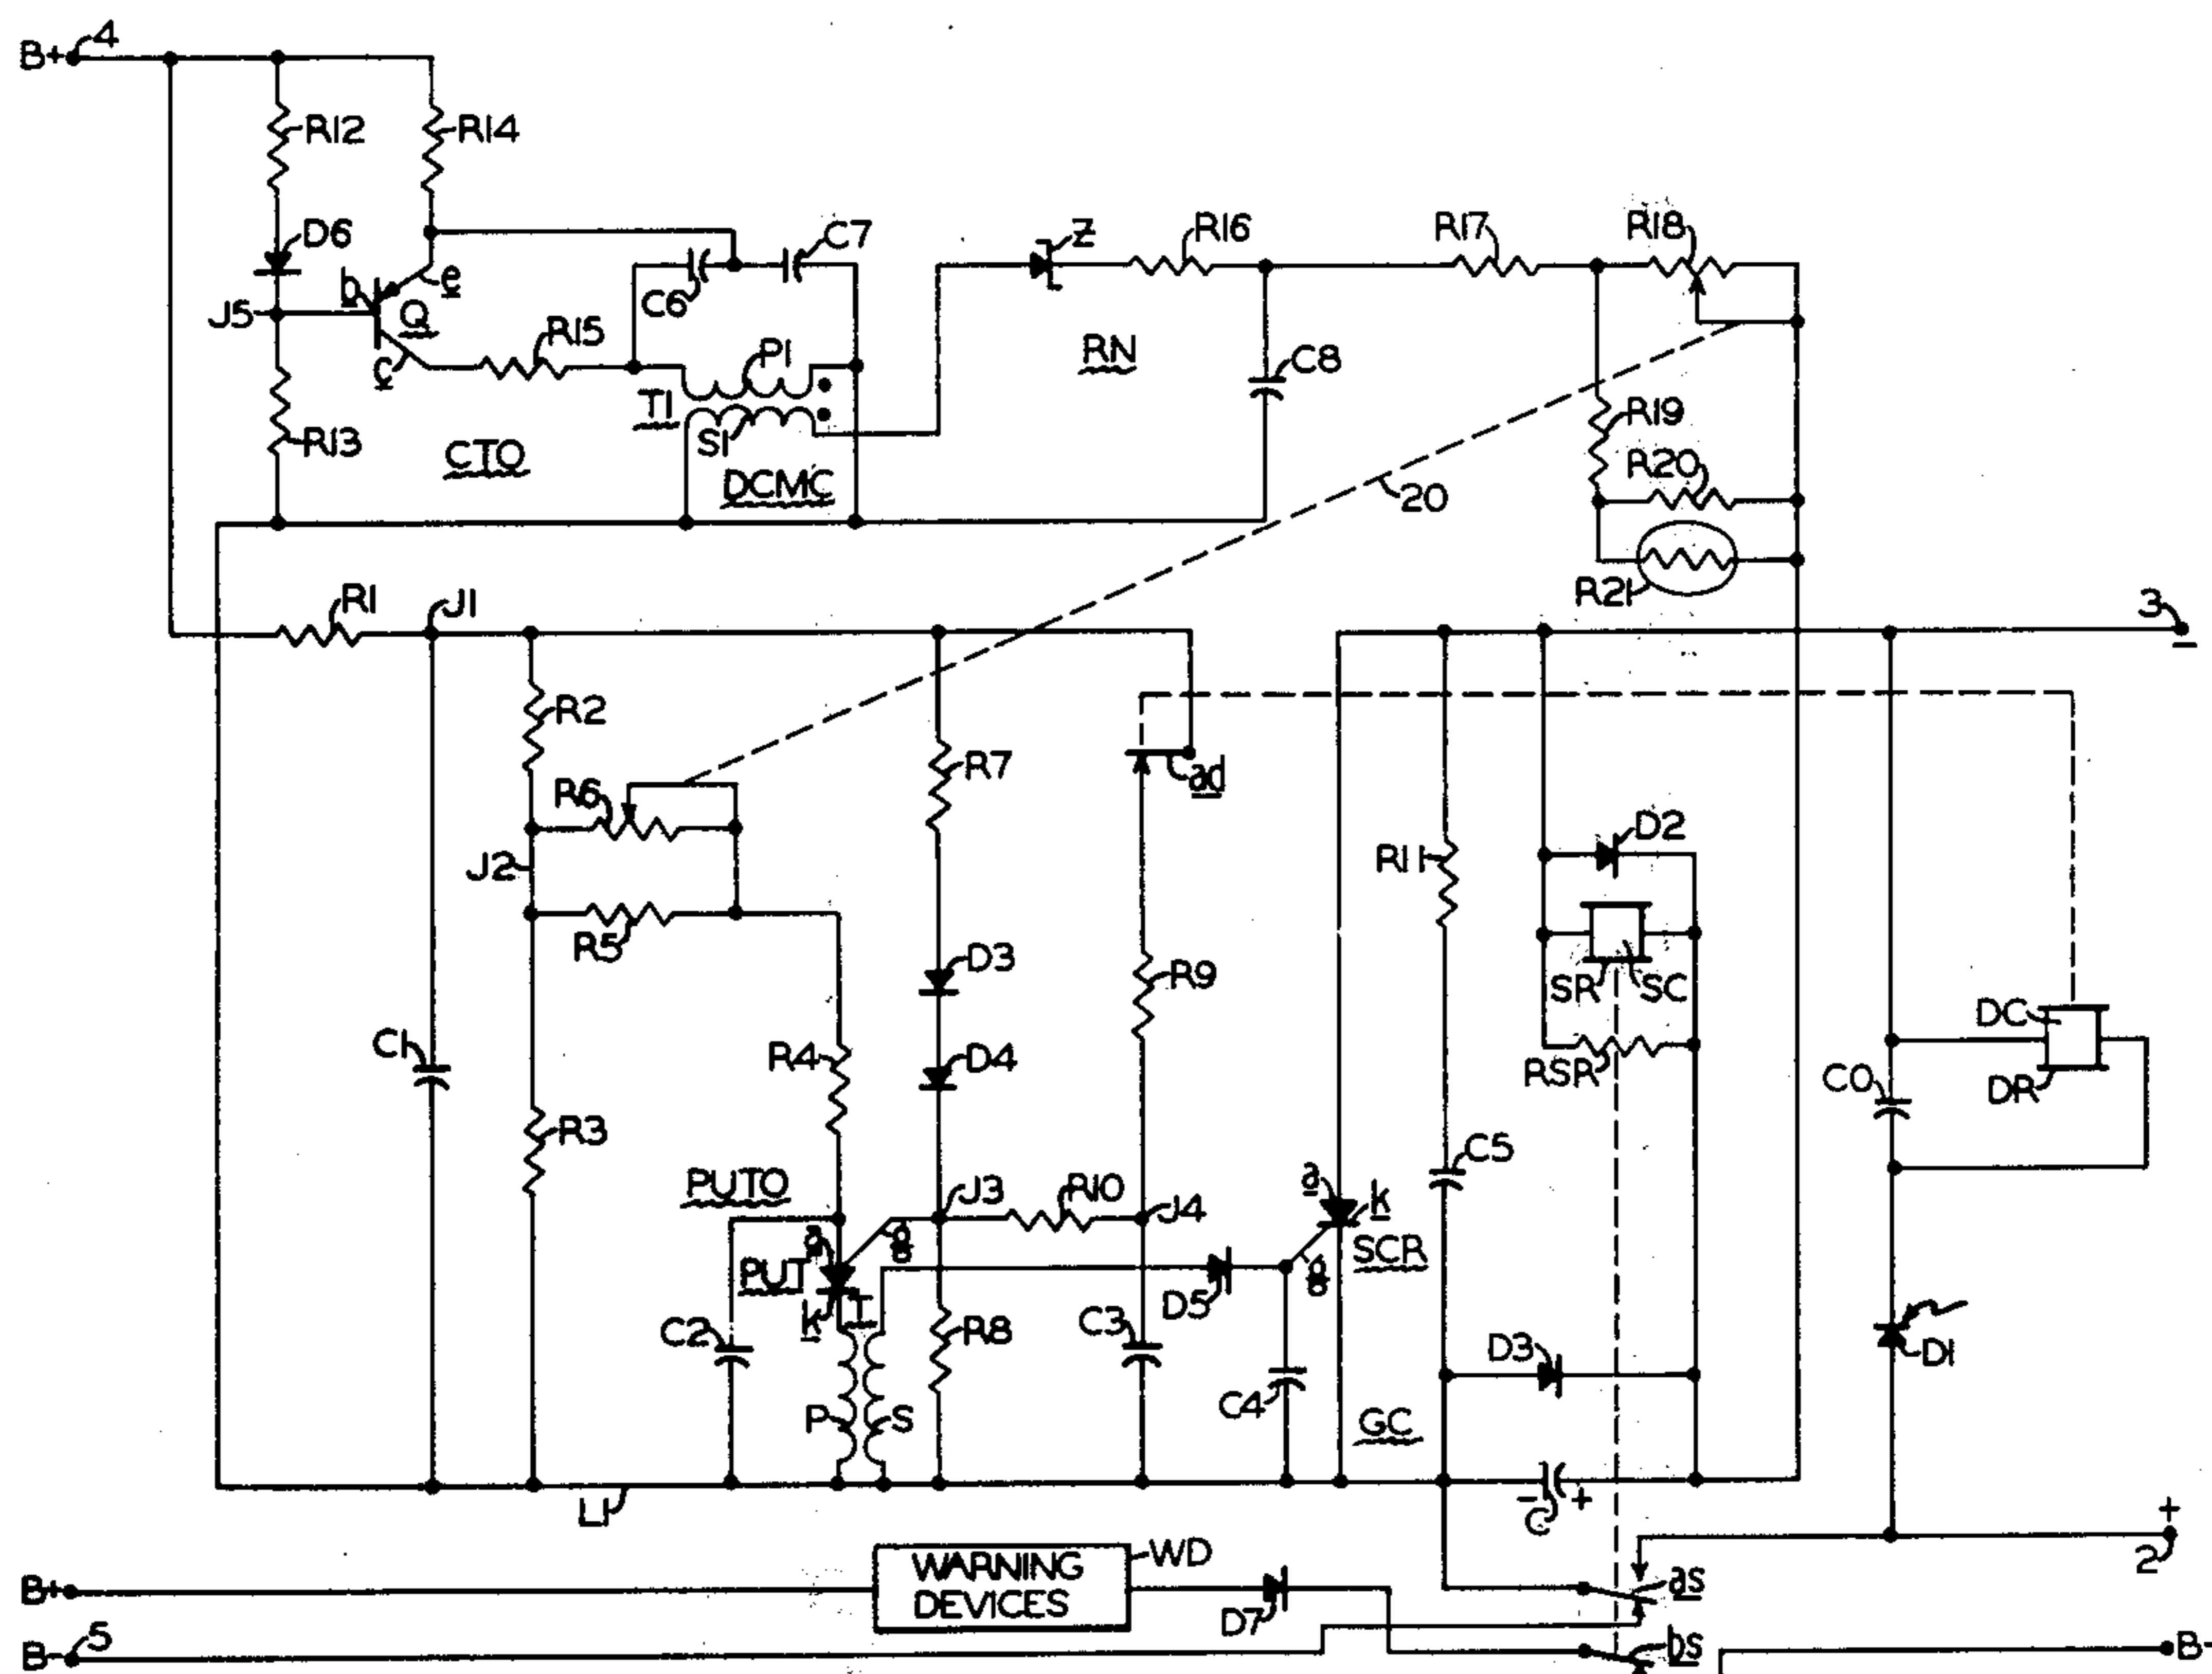 B+ 4
R12
R14
D6
b
e
J5
Q
C6
C7
Z
R16
R17
R18
R15
c
P1
RN
C8
T1
S1
R13
CTO
DCMC
R19
R20
20
R21
R1
J1
3
-
R2
R7
ad
R6
D2
J2
R11
R5
D3
R9
SR
SC
DC
C1
R4
D4
RSR
C0
DR
R3
C5
PUTO
J3
R10
J4
a
k
a
g
SCR
PUT
g
k
T
D5
C2
R8
C3
D3
D1
C4
P
S
GC
L1
- +
C
+
2
WARNING
DEVICES
WD
B+
as
D7
B- 5
bs
B-